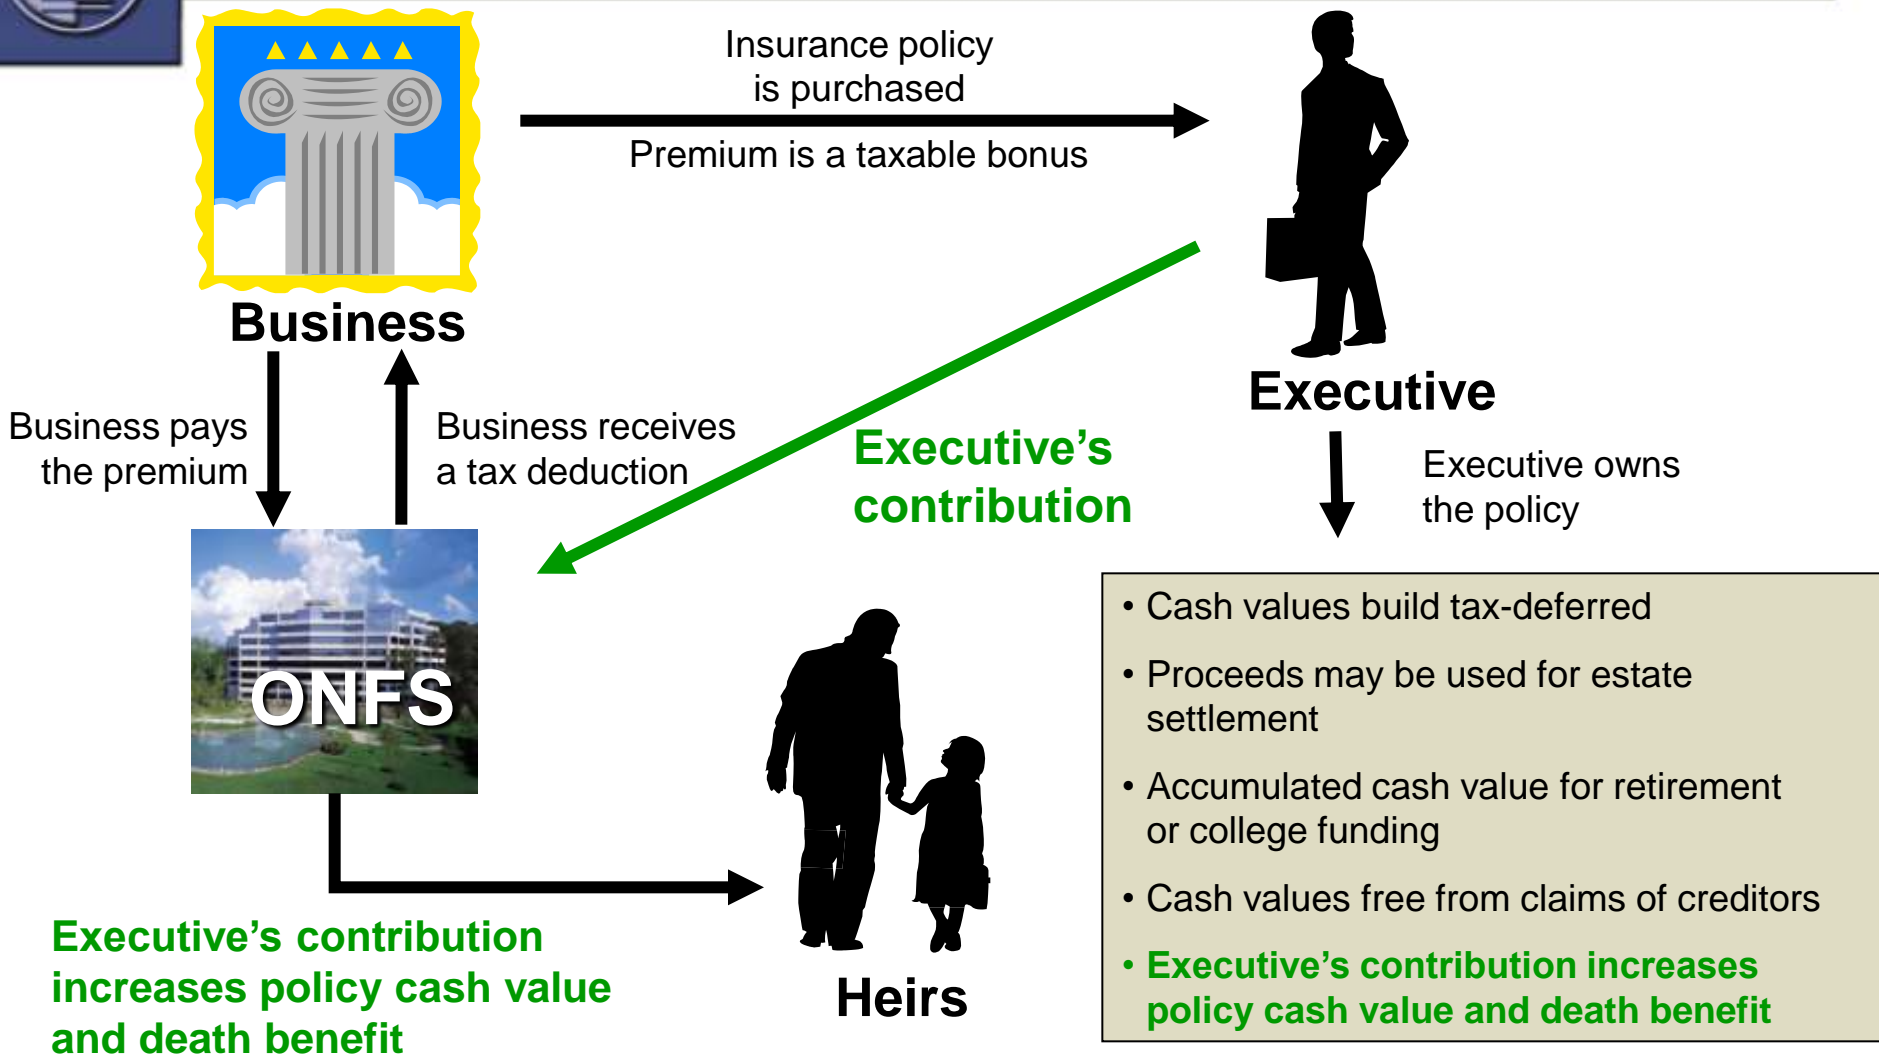 Insurance policy
is purchased
Premium is a taxable bonus
Business
Executive
Business pays
the premium
Business receives
a tax deduction
Executive’s
contribution
Executive owns
the policy
ONFS
• Cash values build tax-deferred
• Proceeds may be used for estate
settlement
• Accumulated cash value for retirement
or college funding
• Cash values free from claims of creditors
• Executive’s contribution increases
policy cash value and death benefit
Executive’s contribution
increases policy cash value
and death benefit
Heirs